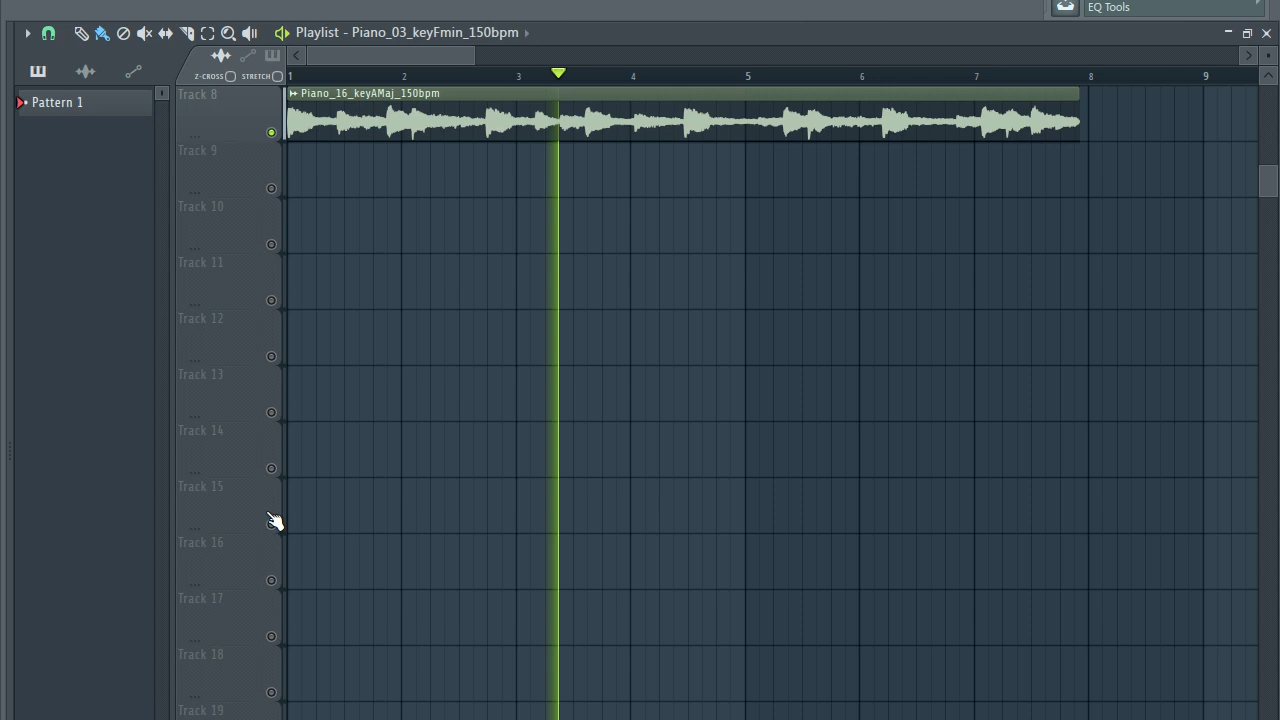 EQ Tools
Playlist - Piano_03_keyFmin_150bpm
Z-CROSS STRETCH
1 2 3 4 5 6 7 8 9
Pattern 1
Track 8
Piano_16_keyAMaj_150bpm
...
Track 9
...
Track 10
...
Track 11
...
Track 12
...
Track 13
...
Track 14
...
Track 15
...
Track 16
...
Track 17
...
Track 18
...
Track 19